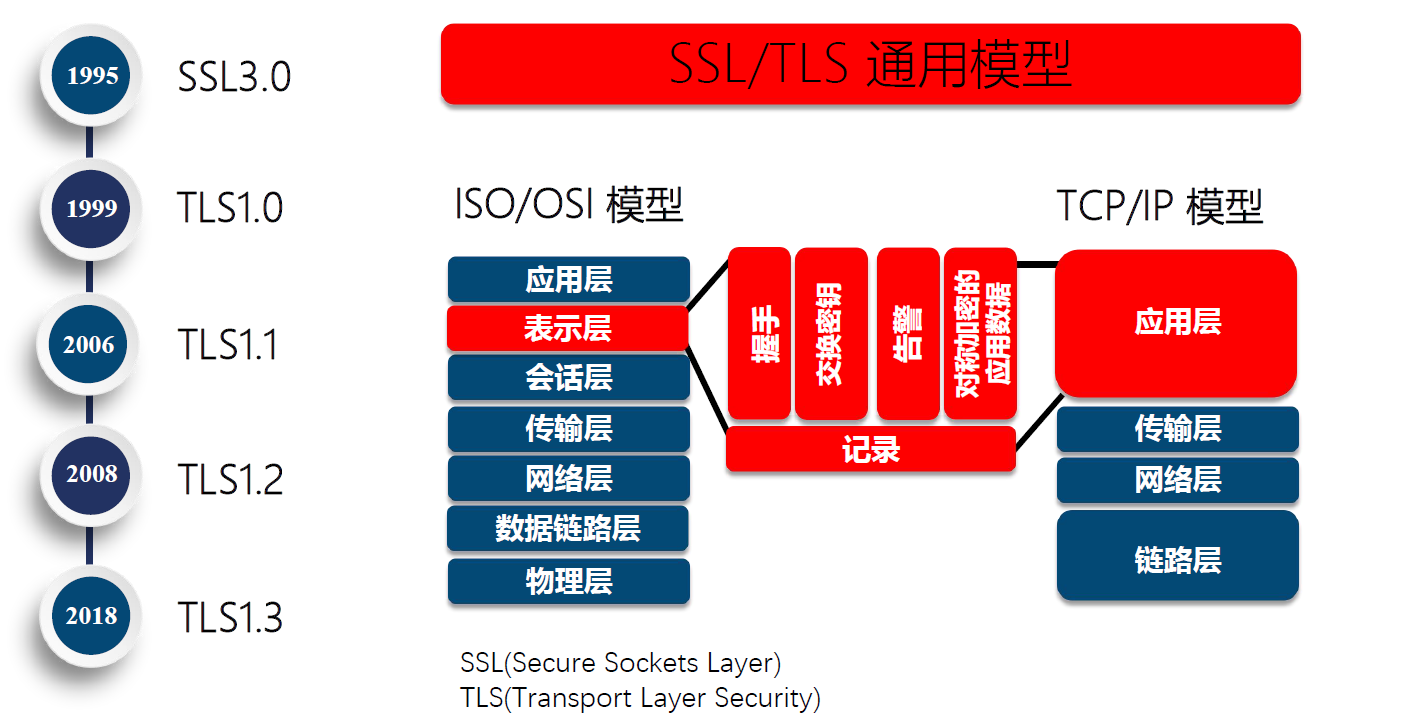 1995
SSL3.0
1999
TLS1.0
2006
TLS1.1
2008
TLS1.2
2018
TLS1.3
SSL/TLS 通用模型
ISO/OSI 模型
应用层
表示层
会话层
传输层
网络层
数据链路层
物理层
握手
交换密钥
告警
对称加密的
应用数据
记录
TCP/IP 模型
应用层
传输层
网络层
链路层
SSL(Secure Sockets Layer)
TLS(Transport Layer Security)